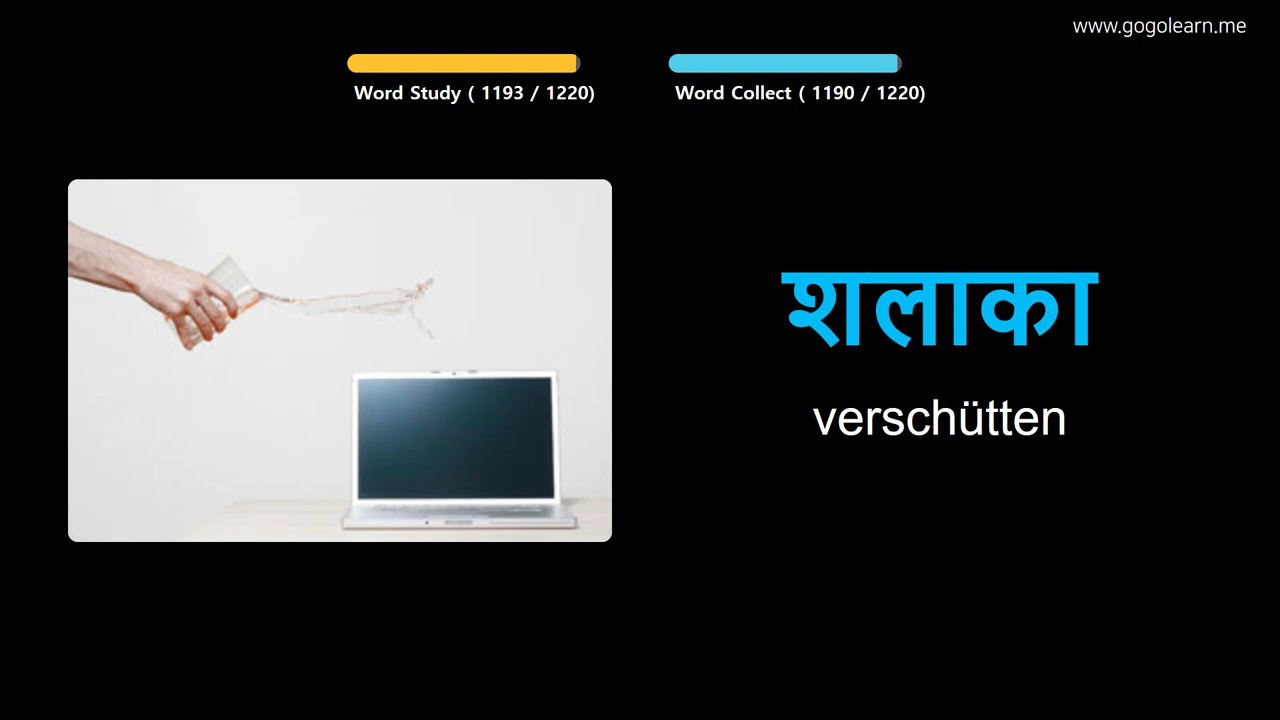 www.gogolearn.me
Word Study ( 1193 / 1220)
Word Collect ( 1190 / 1220)
शलाका
verschütten